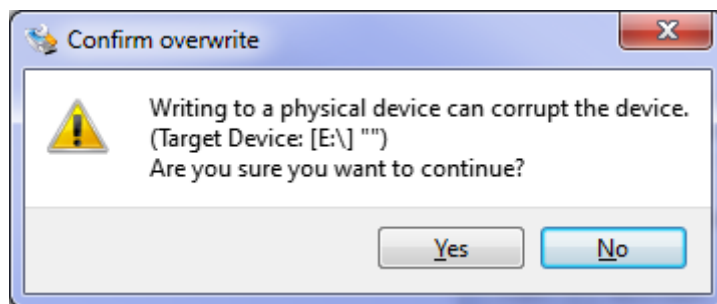 Confirm overwrite
Writing to a physical device can corrupt the device.
(Target Device: [E:\] "")
Are you sure you want to continue?
Yes
No